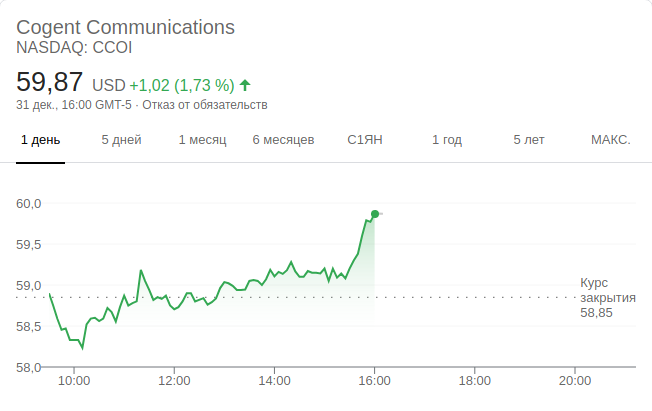 Cogent Communications
NASDAQ: CCOI
59,87 USD +1,02 (1,73 %)
31 дек., 16:00 GMT-5 · Отказ от обязательств
1 день 5 дней 1 месяц 6 месяцев С1ЯН 1 год 5 лет МАКС.
60,0
59,5
59,0
58,5
58,0
Курс
закрытия
58,85
10:00 12:00 14:00 16:00 18:00 20:00